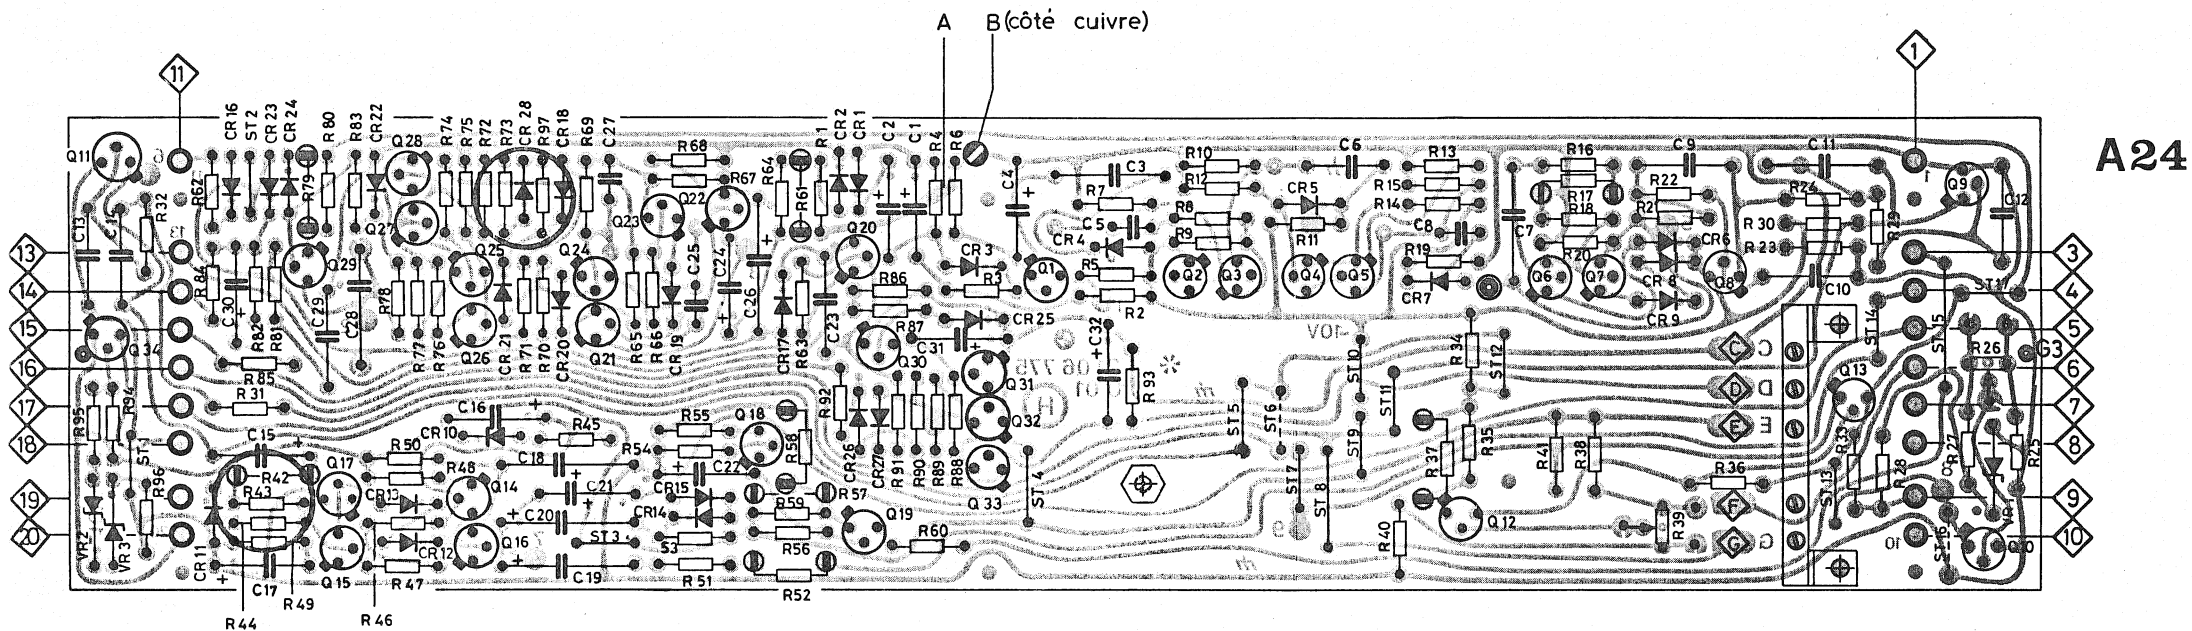 A B (côté cuivre)
A24
11
1
CR16
ST2
CR23
CR24
R79
R80
R83
CR22
Q28
R74
R75
R72
R73
CR28
R97
CR18
R69
C27
R68
R67
R64
R61
R1
CR2
CR1
C2
C1
R4
R6
C4
C3
R7
C5
CR4
R5
R2
R10
R12
R8
R9
C6
CR5
R11
R13
R15
R14
C8
R19
CR7
C7
R16
R17
R18
R20
C9
R22
R21
CR6
CR8
CR9
C11
R24
R30
R23
C10
R29
Q9
C12
Q11
R62
R32
C13
C14
13
Q27
Q29
R84
C30
R82
R81
C29
C28
R78
R77
R76
Q25
Q26
CR21
R71
R70
CR20
Q24
Q21
Q23
Q22
R65
R66
CR19
C25
C24
C26
CR17
R63
C23
Q20
R86
R87
CR3
R3
CR25
C31
Q30
Q31
Q32
Q33
Q1
Q2
Q3
Q4
Q5
Q6
Q7
Q8
13
14
15
16
17
18
19
20
3
4
5
6
7
8
9
10
Q34
R85
R31
R95
R94
ST1
R96
VR2
VR3
C15
R42
R43
CR11
C17
R44
R49
R46
Q17
Q15
R50
CR13
CR12
R47
R48
Q14
Q16
C16
CR10
R45
C18
C21
C20
ST3
C19
R55
R54
C22
CR15
CR14
53
R51
Q18
R58
R59
R57
R56
R52
Q19
R60
R92
CR26
CR27
R91
R90
R89
R88
C32
R93
06 775
H
-10V
ST4
ST5
ST6
ST7
ST8
ST9
ST10
ST11
ST12
R34
R35
R37
R40
Q12
R41
R38
R39
R36
C C
D D
E E
F
G G
Q13
R33
ST13
R28
ST14
ST15
ST17
ST16
R26
G3
R27
R25
VR1
Q10
10